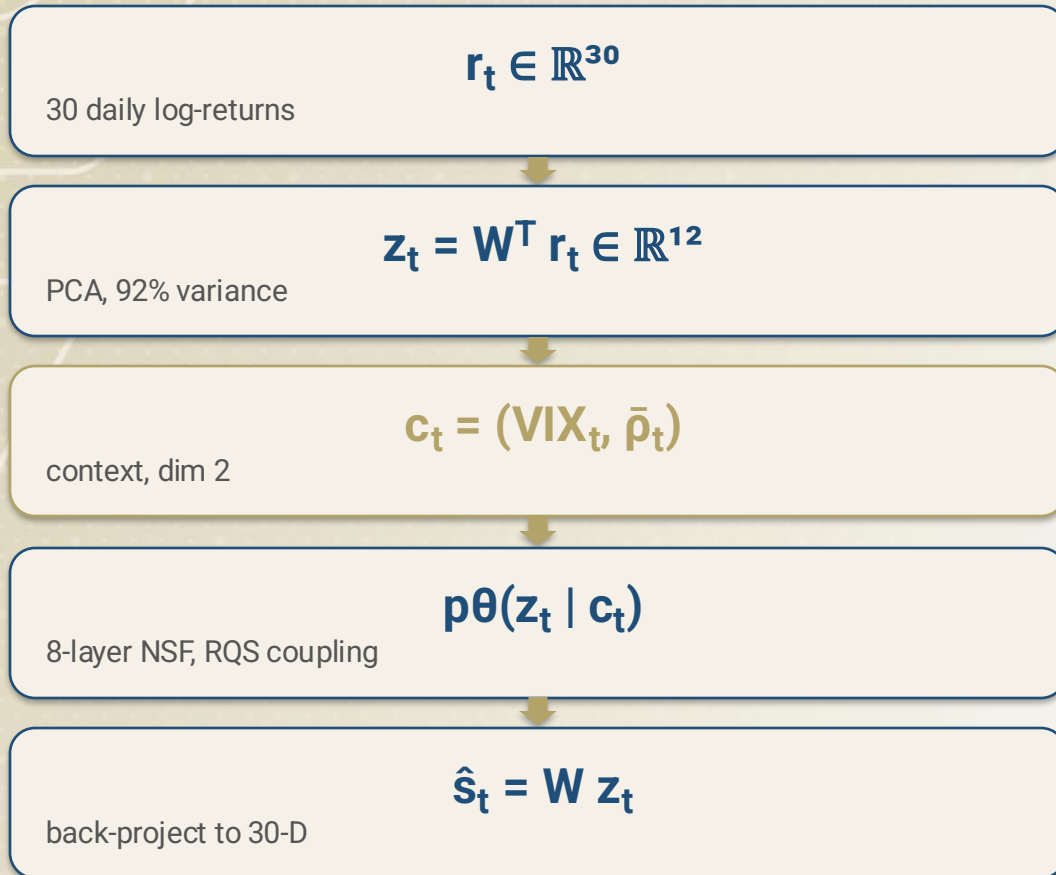 rₜ ∈ ℝ³⁰
30 daily log-returns
zₜ = Wᵀ rₜ ∈ ℝ¹²
PCA, 92% variance
cₜ = (VIXₜ, ρ̄ₜ)
context, dim 2
pθ(zₜ | cₜ)
8-layer NSF, RQS coupling
ŝₜ = W zₜ
back-project to 30-D